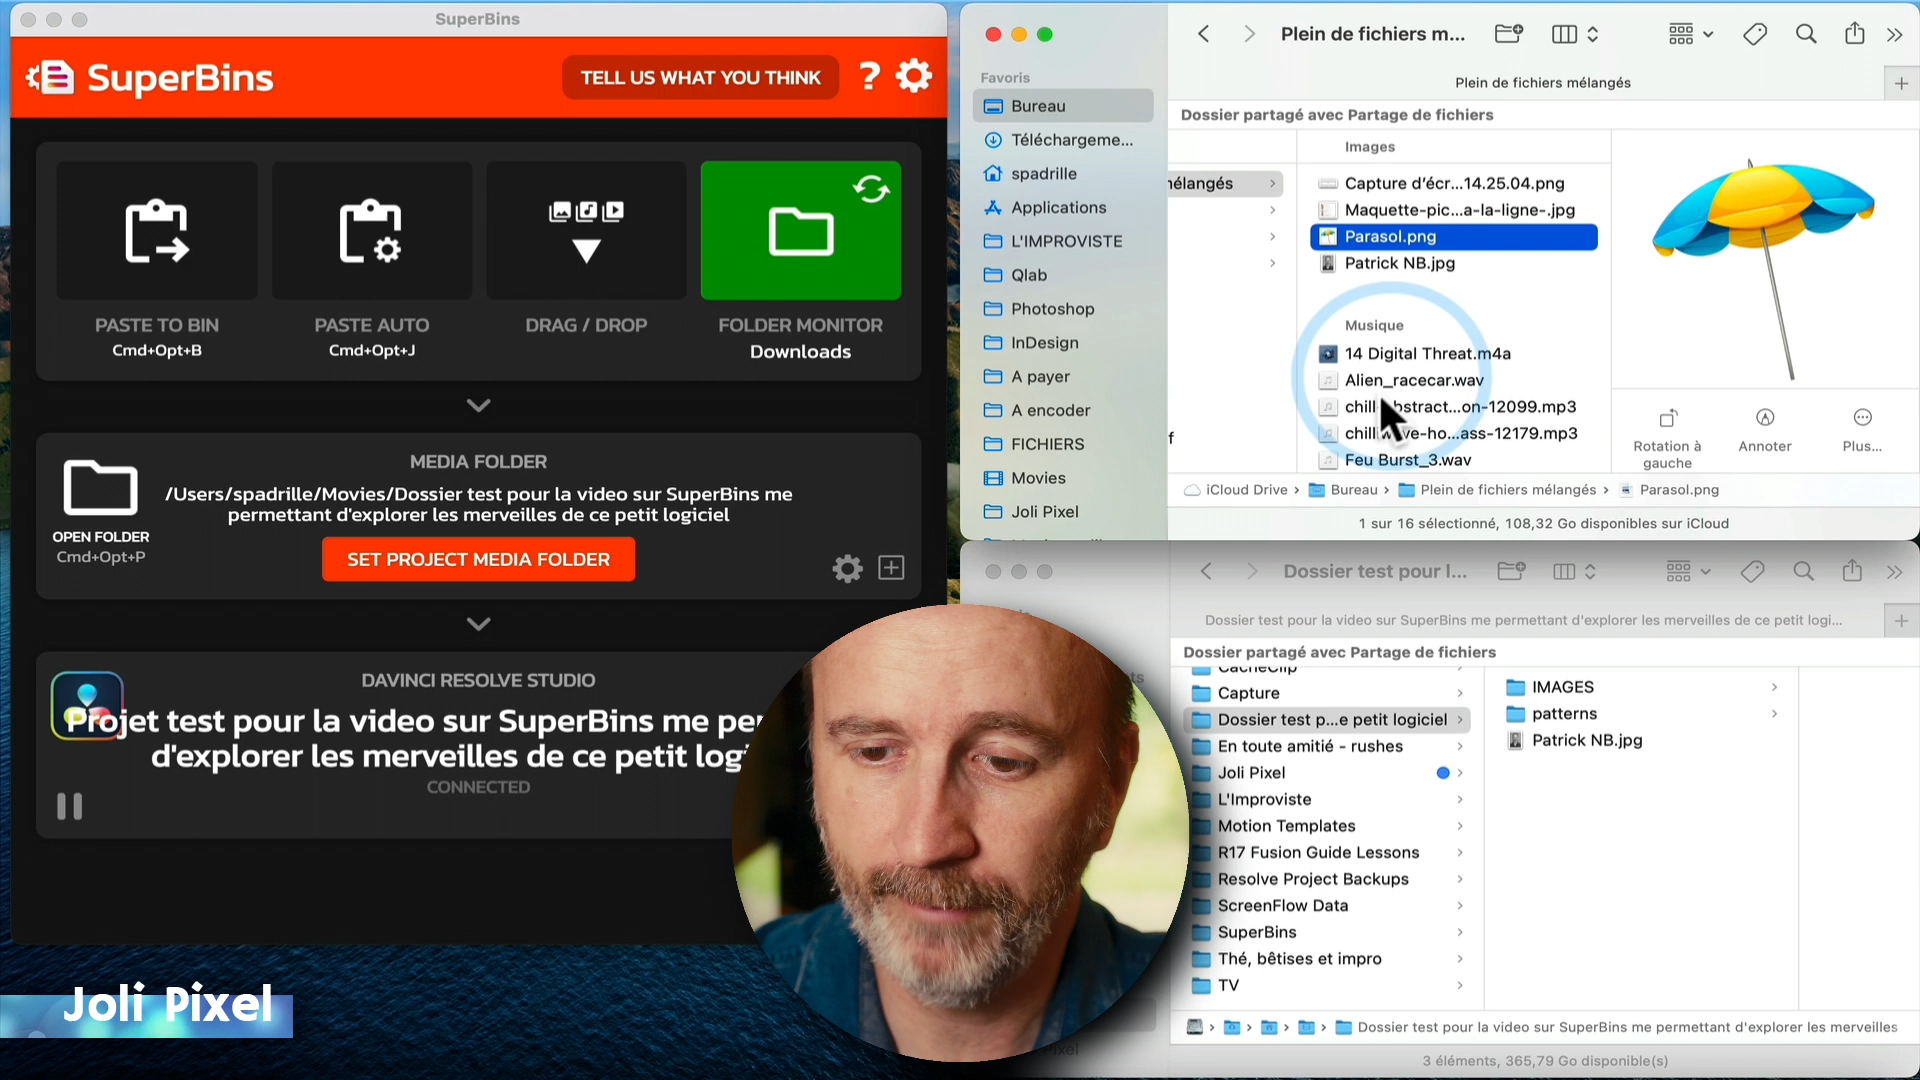 SuperBins
SuperBins
TELL US WHAT YOU THINK
?
PASTE TO BIN
Cmd+Opt+B
PASTE AUTO
Cmd+Opt+J
DRAG / DROP
FOLDER MONITOR
Downloads
MEDIA FOLDER
/Users/spadrille/Movies/Dossier test pour la video sur SuperBins me
permettant d'explorer les merveilles de ce petit logiciel
OPEN FOLDER
Cmd+Opt+P
SET PROJECT MEDIA FOLDER
DAVINCI RESOLVE STUDIO
Projet test pour la video sur SuperBins me
d'explorer les merveilles de ce petit
CONNECTED
Joli Pixel
Plein de fichiers m...
Plein de fichiers mélangés
Dossier partagé avec Partage de fichiers
Favoris
Bureau
Téléchargeme...
spadrille
Applications
L'IMPROVISTE
Qlab
Photoshop
InDesign
A payer
A encoder
FICHIERS
Movies
Joli Pixel
Images
Capture d'écr...14.25.04.png
Maquette-pic...a-la-ligne-.jpg
Parasol.png
Patrick NB.jpg
Musique
14 Digital Threat.m4a
Alien_racecar.wav
on-12099.mp3
ass-12179.mp3
Feu Burst_3.wav
Rotation à
gauche
Annoter
Plus...
iCloud Drive › Bureau › Plein de fichiers mélangés › Parasol.png
1 sur 16 sélectionné, 108,32 Go disponibles sur iCloud
Dossier test pour l...
Dossier test pour la video sur SuperBins me permettant d'explorer les merveilles de ce petit logi...
Dossier partagé avec Partage de fichiers
Capture
Dossier test p...e petit logiciel
En toute amitié - rushes
Joli Pixel
L'Improviste
Motion Templates
R17 Fusion Guide Lessons
Resolve Project Backups
ScreenFlow Data
SuperBins
Thé, bêtises et impro
TV
IMAGES
patterns
Patrick NB.jpg
Dossier test pour la video sur SuperBins me permettant d'explorer les merveilles
3 éléments, 365,79 Go disponible(s)